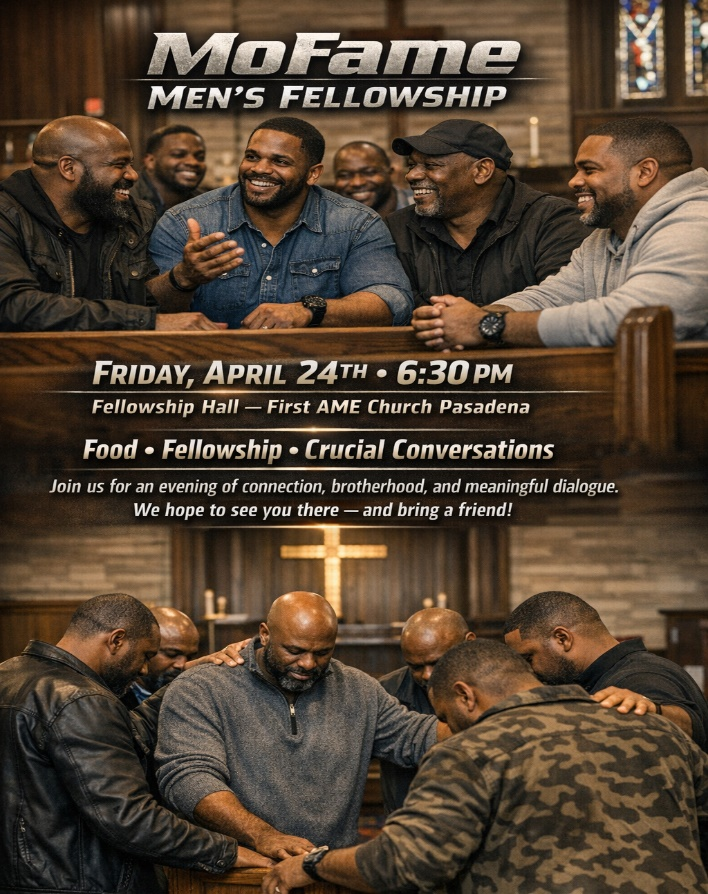 MoFame
Men's Fellowship
Friday, April 24th • 6:30 PM
Fellowship Hall — First AME Church Pasadena
Food • Fellowship • Crucial Conversations
Join us for an evening of connection, brotherhood, and meaningful dialogue.
We hope to see you there — and bring a friend!